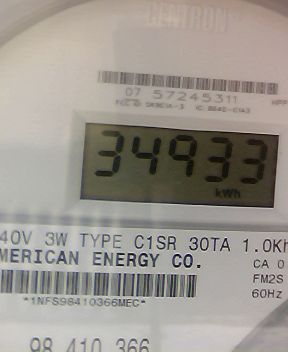 CENTRON
07 57245311
34933
kWh
40V 3W TYPE C1SR 30TA 1.0Kh
MERICAN ENERGY CO.
CA 0
FM2S
60Hz
*1NFS98410366MEC*
98 410 366